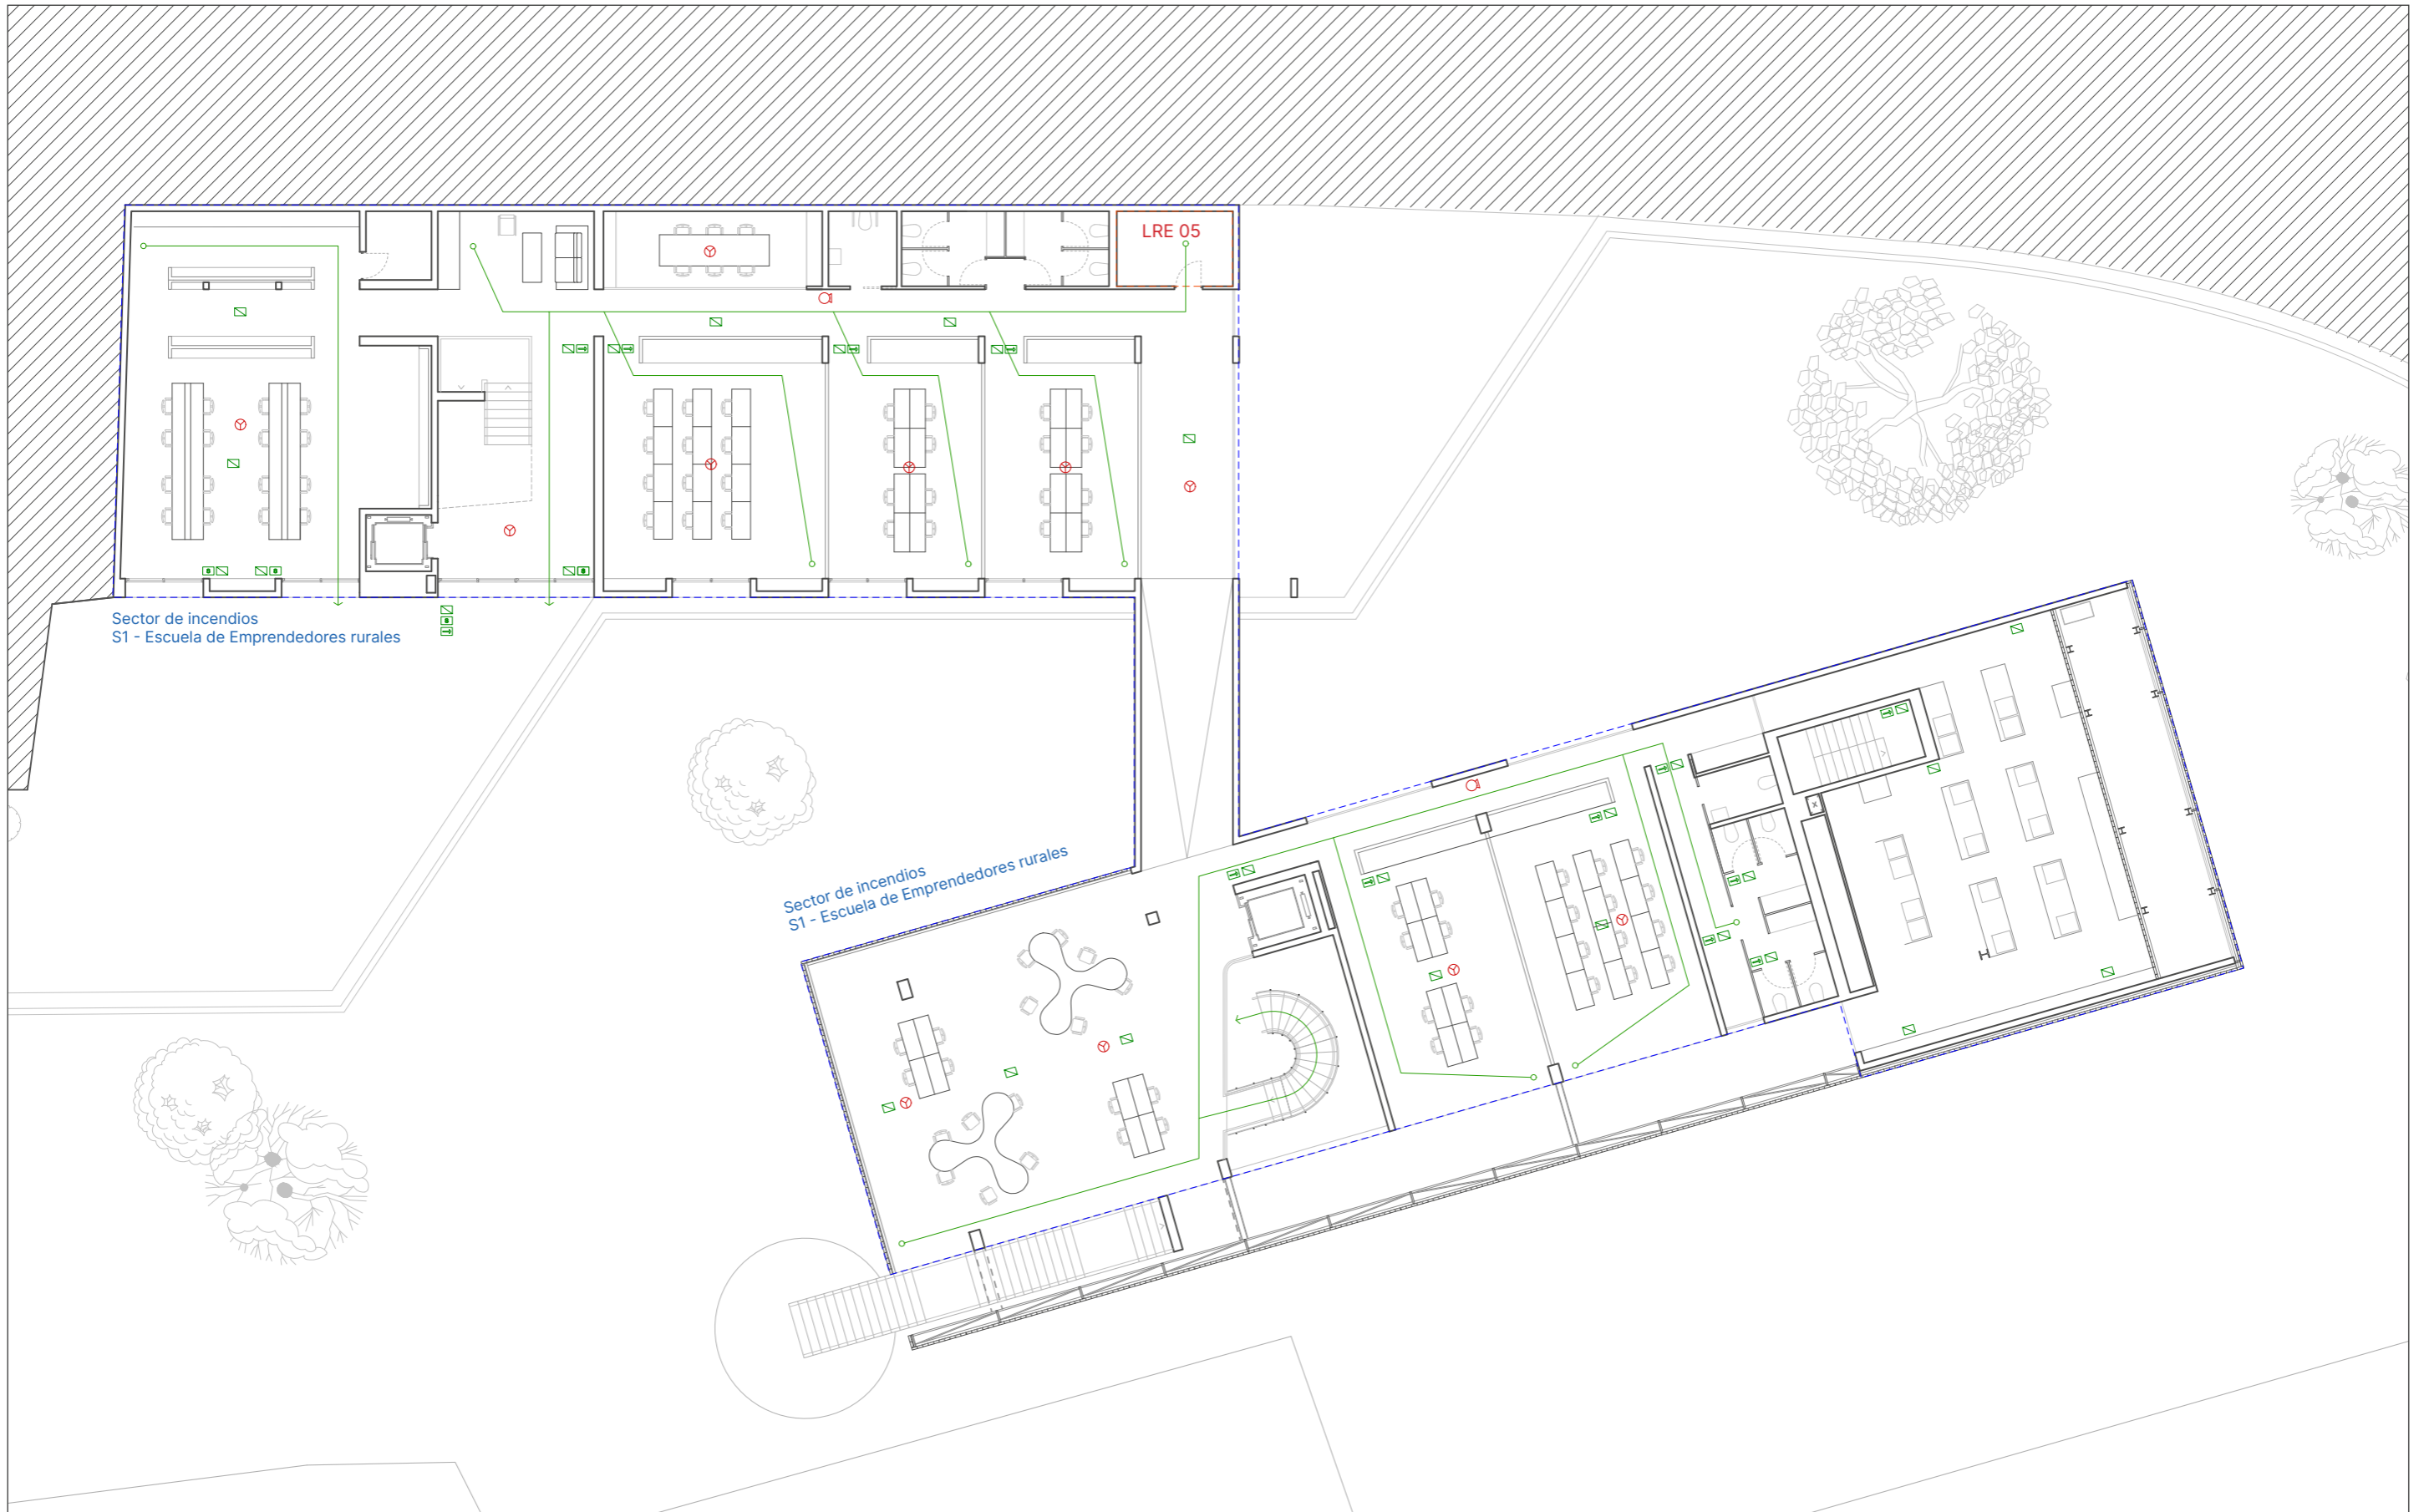 LRE 05
Sector de incendios
S1 - Escuela de Emprendedores rurales
Sector de incendios
S1 - Escuela de Emprendedores rurales